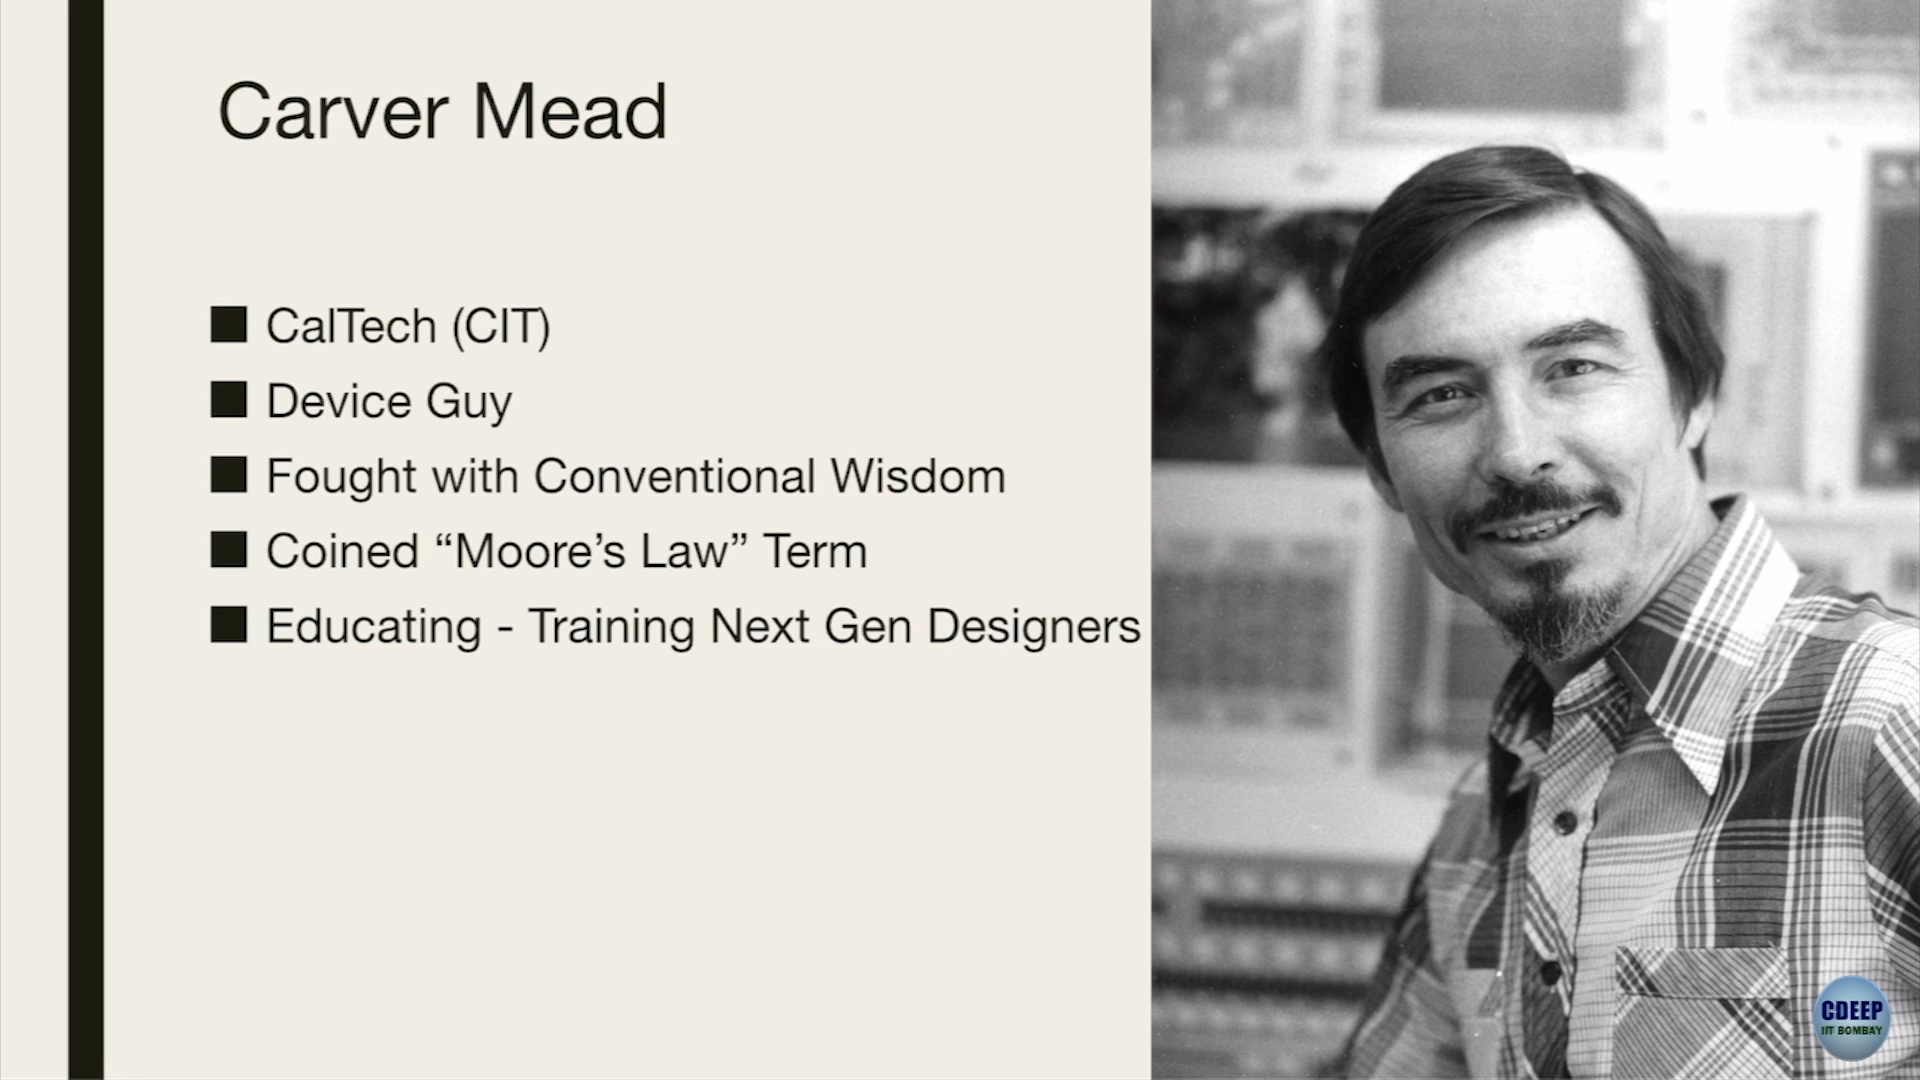 Carver Mead
CalTech (CIT)
Device Guy
Fought with Conventional Wisdom
Coined “Moore’s Law” Term
Educating - Training Next Gen Designers
CDEEP
IIT BOMBAY